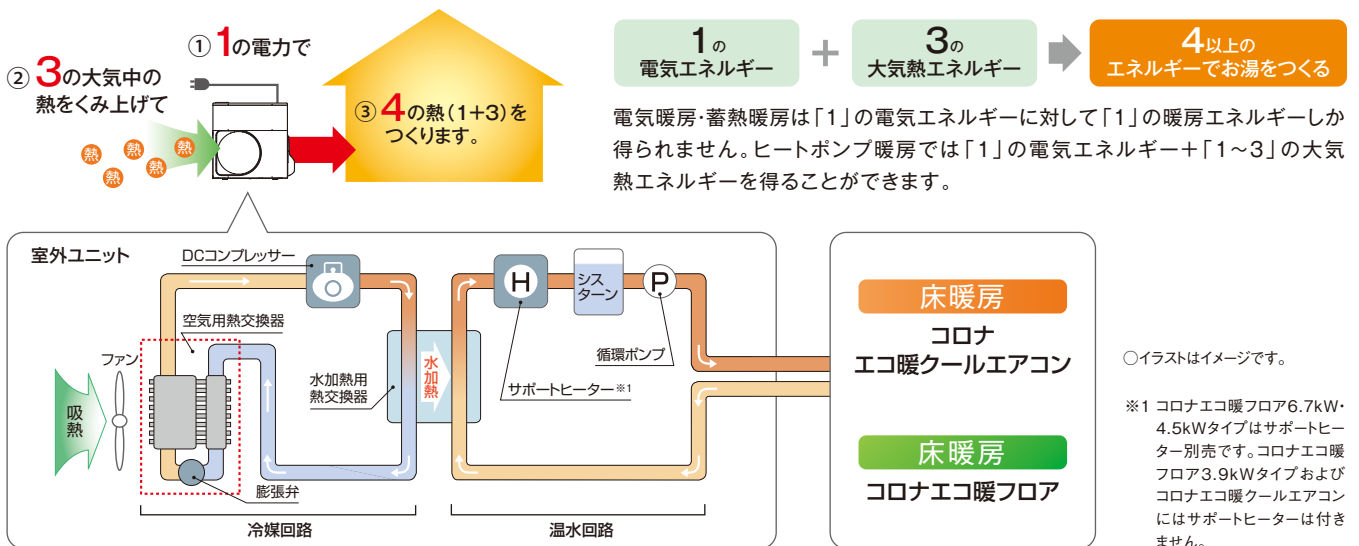 ① 1の電力で
② 3の大気中の
熱をくみ上げて
熱
熱
熱
熱
熱
③ 4の熱(1+3)を
つくります。
1の
電気エネルギー
+
3の
大気熱エネルギー
4以上の
エネルギーでお湯をつくる
電気暖房・蓄熱暖房は「1」の電気エネルギーに対して「1」の暖房エネルギーしか
得られません。ヒートポンプ暖房では「1」の電気エネルギー+「1〜3」の大気
熱エネルギーを得ることができます。
室外ユニット
DCコンプレッサー
空気用熱交換器
ファン
吸熱
膨張弁
水加熱用
熱交換器
水加熱
冷媒回路
H
シス
ターン
P
循環ポンプ
サポートヒーター※1
温水回路
床暖房
コロナ
エコ暖クールエアコン
床暖房
コロナエコ暖フロア
○イラストはイメージです。
※1 コロナエコ暖フロア6.7kW・
4.5kWタイプはサポートヒー
ター別売です。コロナエコ暖
フロア3.9kWタイプおよび
コロナエコ暖クールエアコン
にはサポートヒーターは付き
ません。